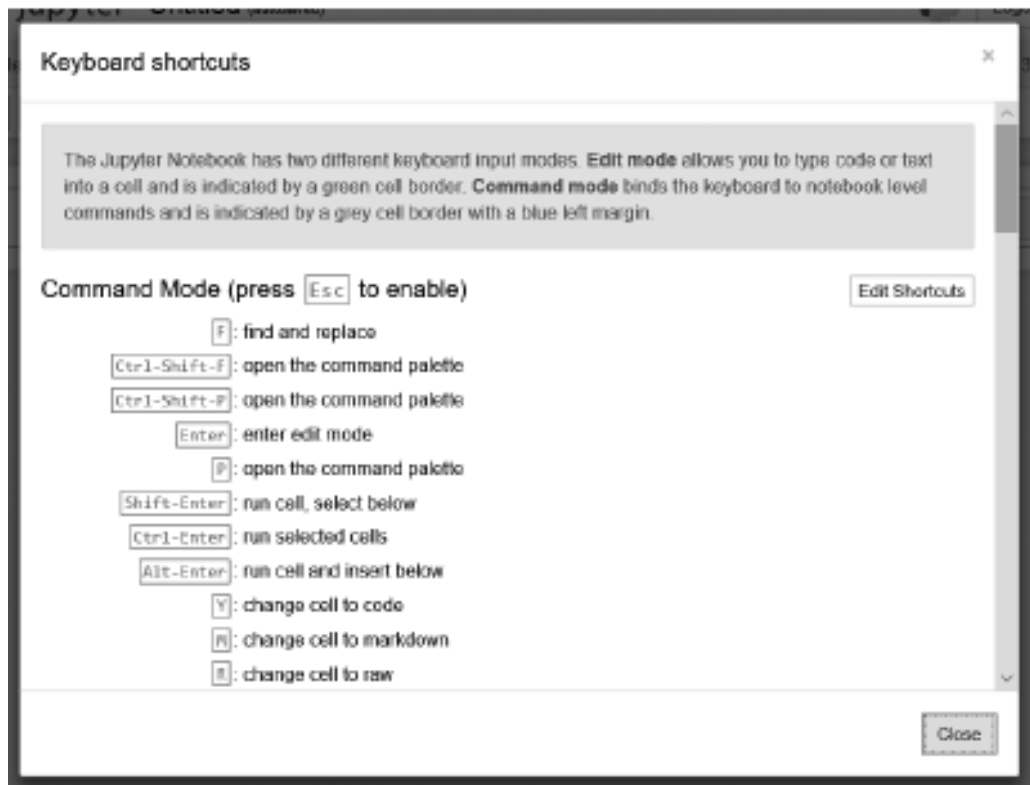 jupyter Untitled
Keyboard shortcuts ×
The Jupyter Notebook has two different keyboard input modes. Edit mode allows you to type code or text
into a cell and is indicated by a green cell border. Command mode binds the keyboard to notebook level
commands and is indicated by a grey cell border with a blue left margin.
Command Mode (press Esc to enable) Edit Shortcuts
F: find and replace
Ctrl-Shift-F: open the command palette
Ctrl-Shift-P: open the command palette
Enter: enter edit mode
P: open the command palette
Shift-Enter: run cell, select below
Ctrl-Enter: run selected cells
Alt-Enter: run cell and insert below
Y: change cell to code
M: change cell to markdown
R: change cell to raw
Close